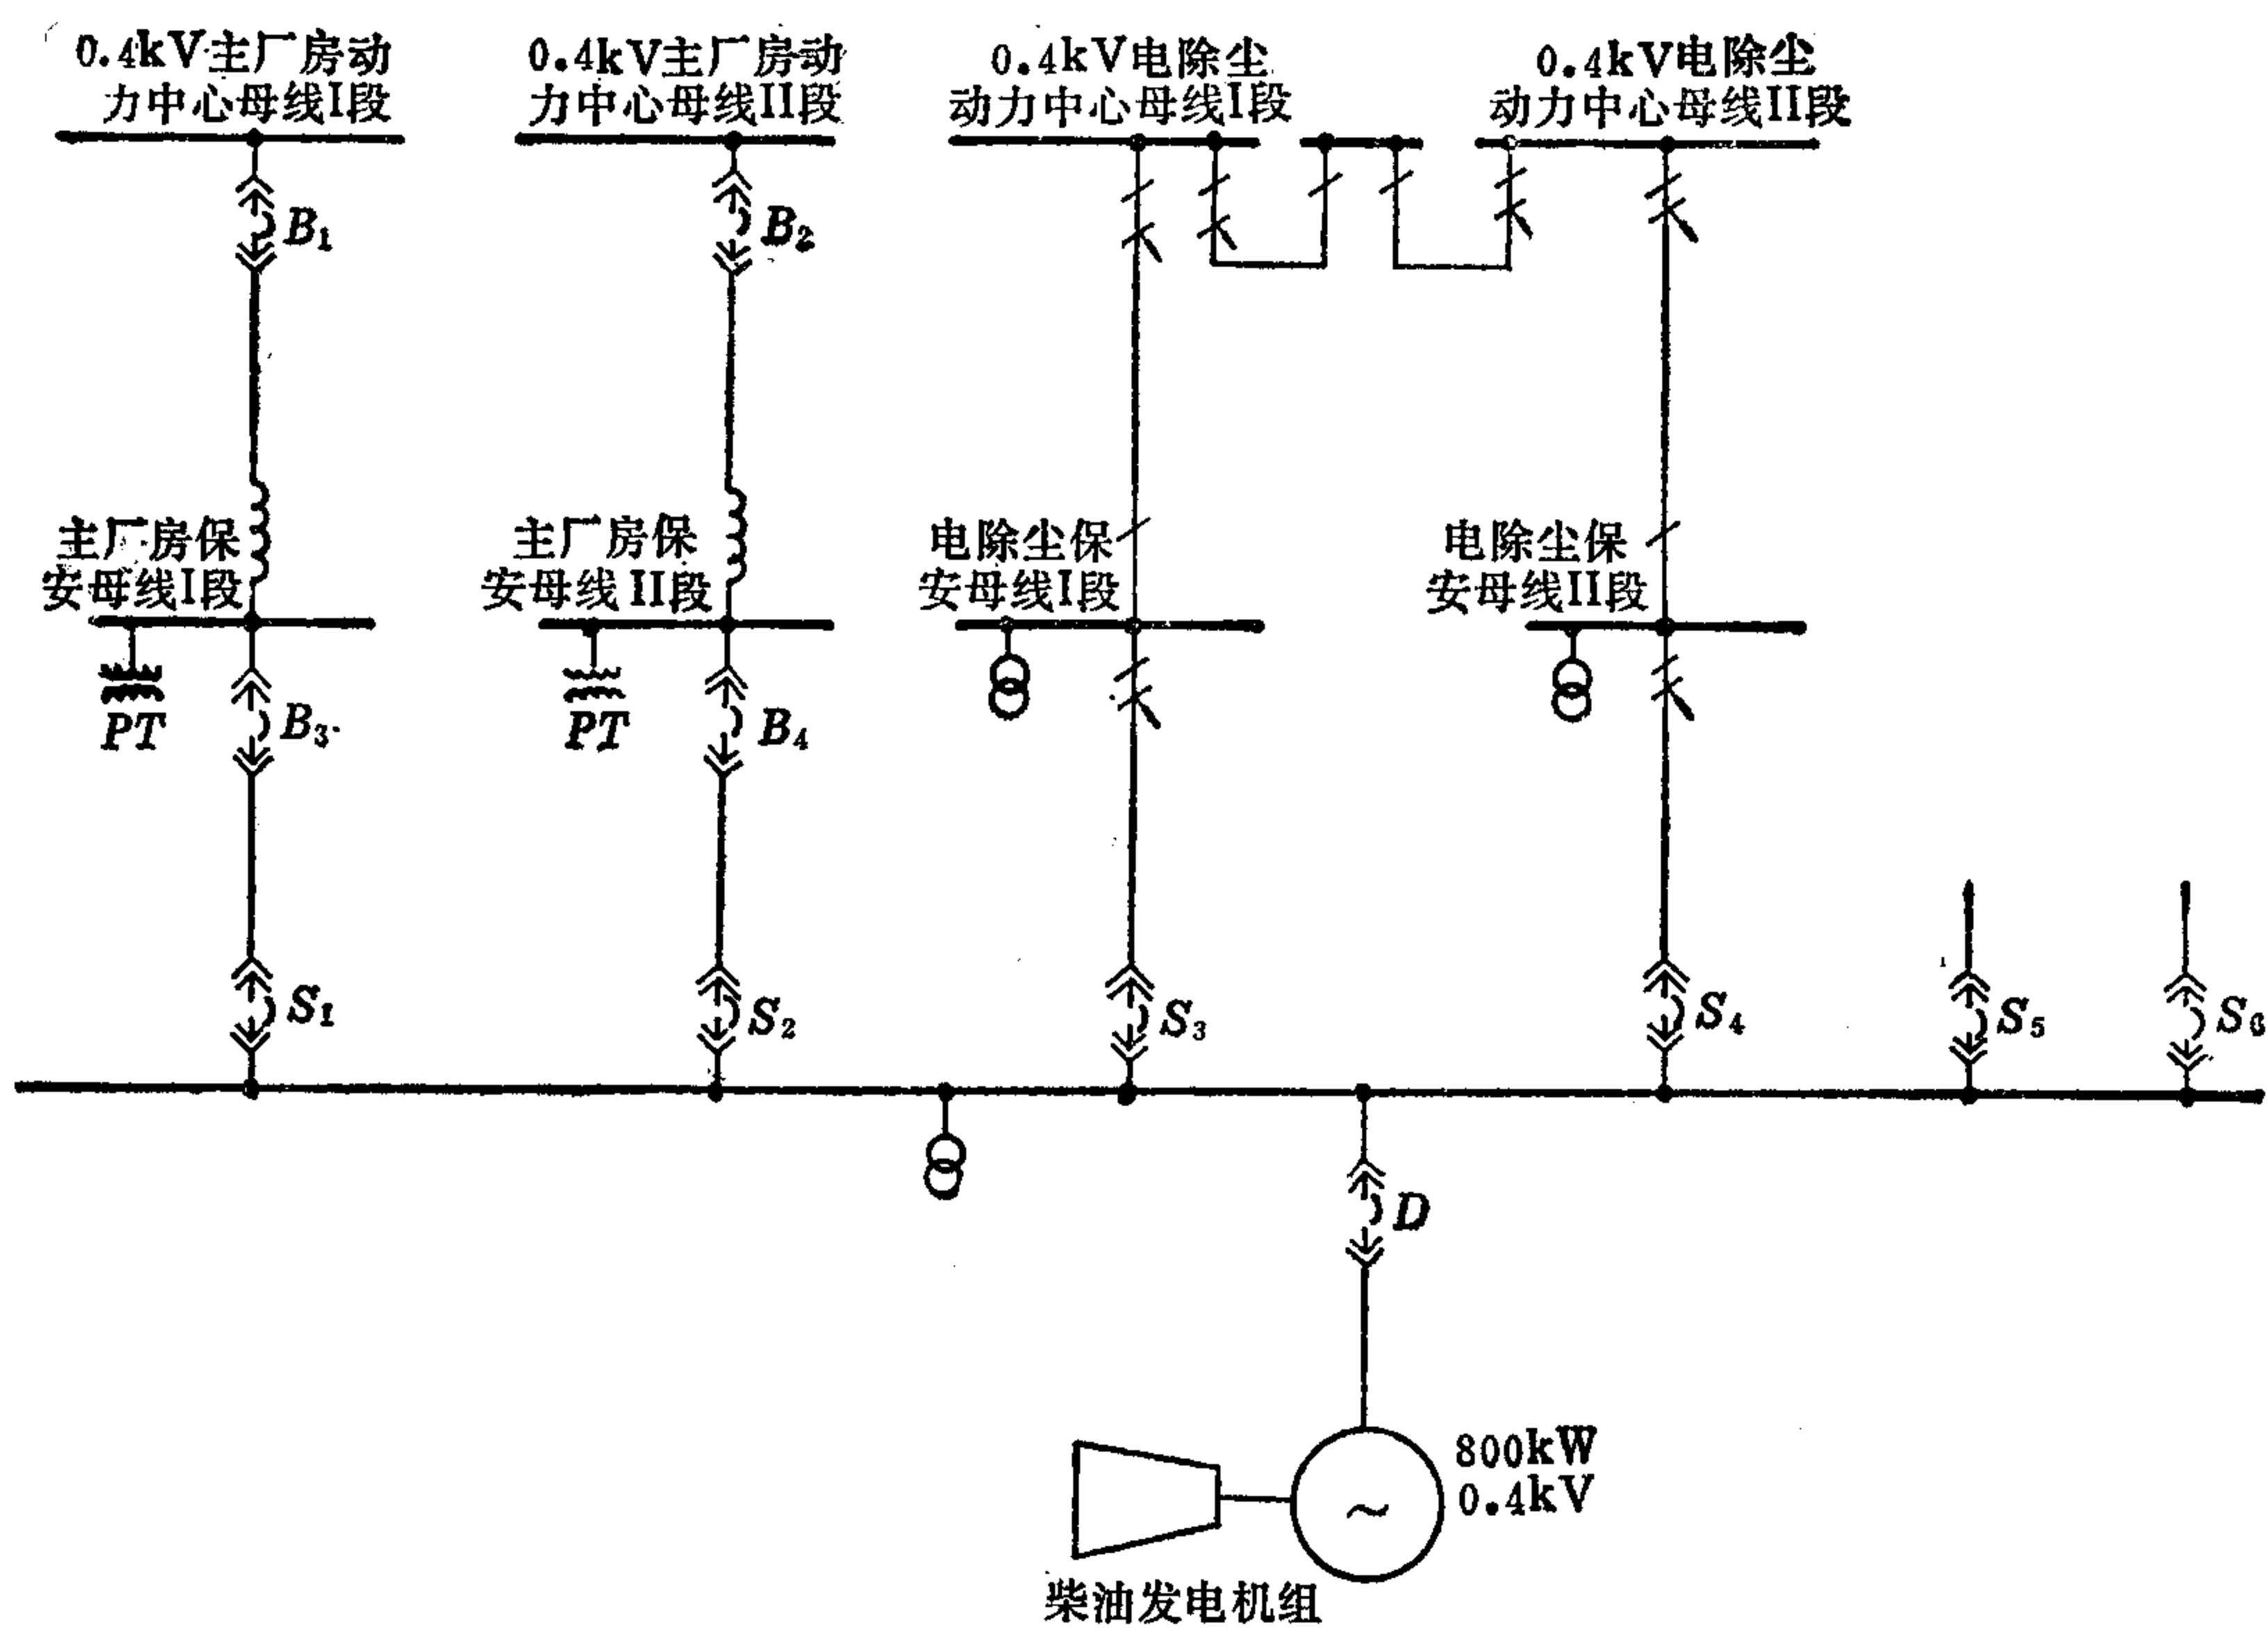 0.4kV主厂房动
力中心母线I段
0.4kV主厂房动
力中心母线II段
0.4kV电除尘
动力中心母线I段
0.4kV电除尘
动力中心母线II段
B₁
B₂
主厂房保
安母线I段
主厂房保
安母线II段
电除尘保
安母线I段
电除尘保
安母线II段
PT
B₃
PT
B₄
S₁
S₂
S₃
S₄
S₅
S₆
D
800kW
0.4kV
柴油发电机组